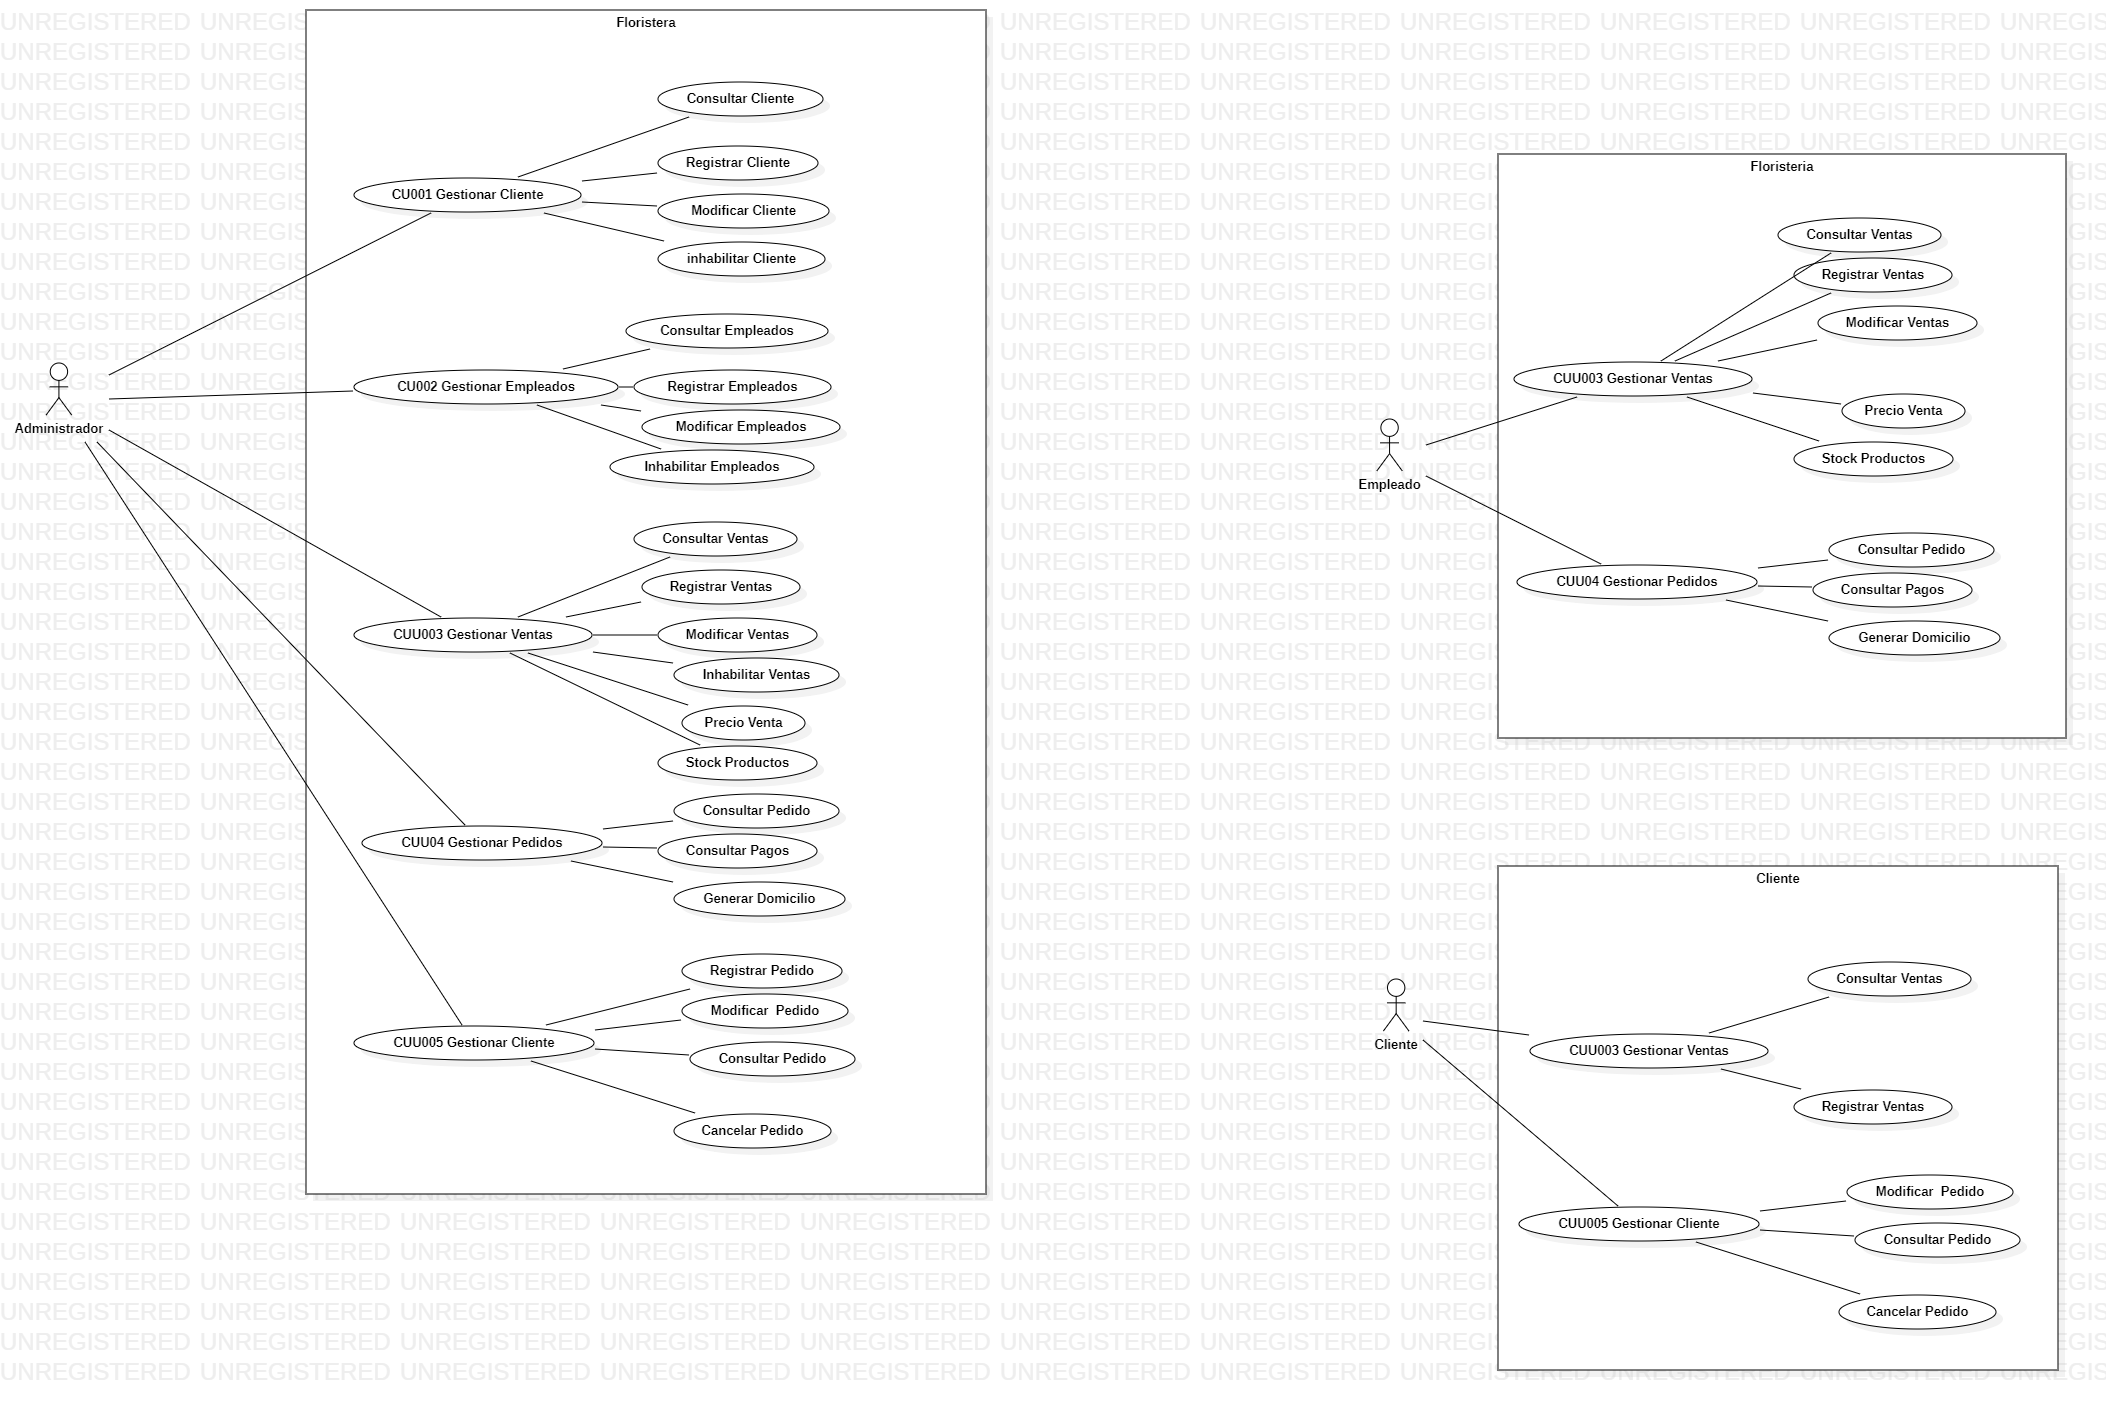 Floristera
Consultar Cliente
Registrar Cliente
CU001 Gestionar Cliente
Modificar Cliente
inhabilitar Cliente
Consultar Empleados
CU002 Gestionar Empleados
Registrar Empleados
Modificar Empleados
Inhabilitar Empleados
Administrador
Consultar Ventas
Registrar Ventas
CUU003 Gestionar Ventas
Modificar Ventas
Inhabilitar Ventas
Precio Venta
Stock Productos
Consultar Pedido
CUU04 Gestionar Pedidos
Consultar Pagos
Generar Domicilio
Registrar Pedido
Modificar  Pedido
CUU005 Gestionar Cliente
Consultar Pedido
Cancelar Pedido
Floristeria
Consultar Ventas
Registrar Ventas
Modificar Ventas
CUU003 Gestionar Ventas
Precio Venta
Stock Productos
Empleado
Consultar Pedido
CUU04 Gestionar Pedidos
Consultar Pagos
Generar Domicilio
Cliente
Consultar Ventas
Cliente
CUU003 Gestionar Ventas
Registrar Ventas
Modificar  Pedido
CUU005 Gestionar Cliente
Consultar Pedido
Cancelar Pedido
UNREGISTERED